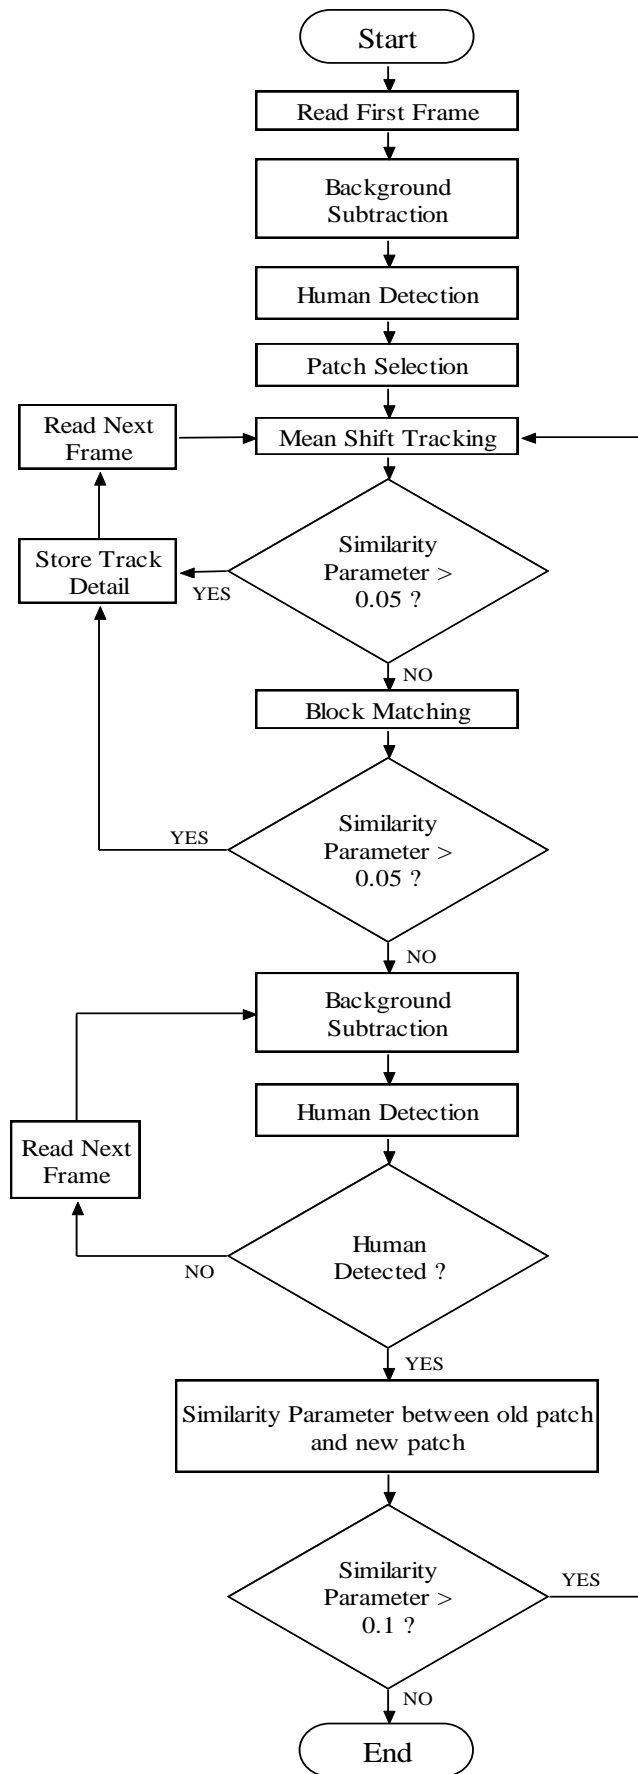 Start
Read First Frame
Background
Subtraction
Human Detection
Patch Selection
Read Next
Frame
Mean Shift Tracking
Store Track
Detail
YES
Similarity
Parameter >
0.05 ?
NO
Block Matching
YES
Similarity
Parameter >
0.05 ?
NO
Background
Subtraction
Human Detection
Read Next
Frame
NO
Human
Detected ?
YES
Similarity Parameter between old patch
and new patch
Similarity
Parameter >
0.1 ?
YES
NO
End